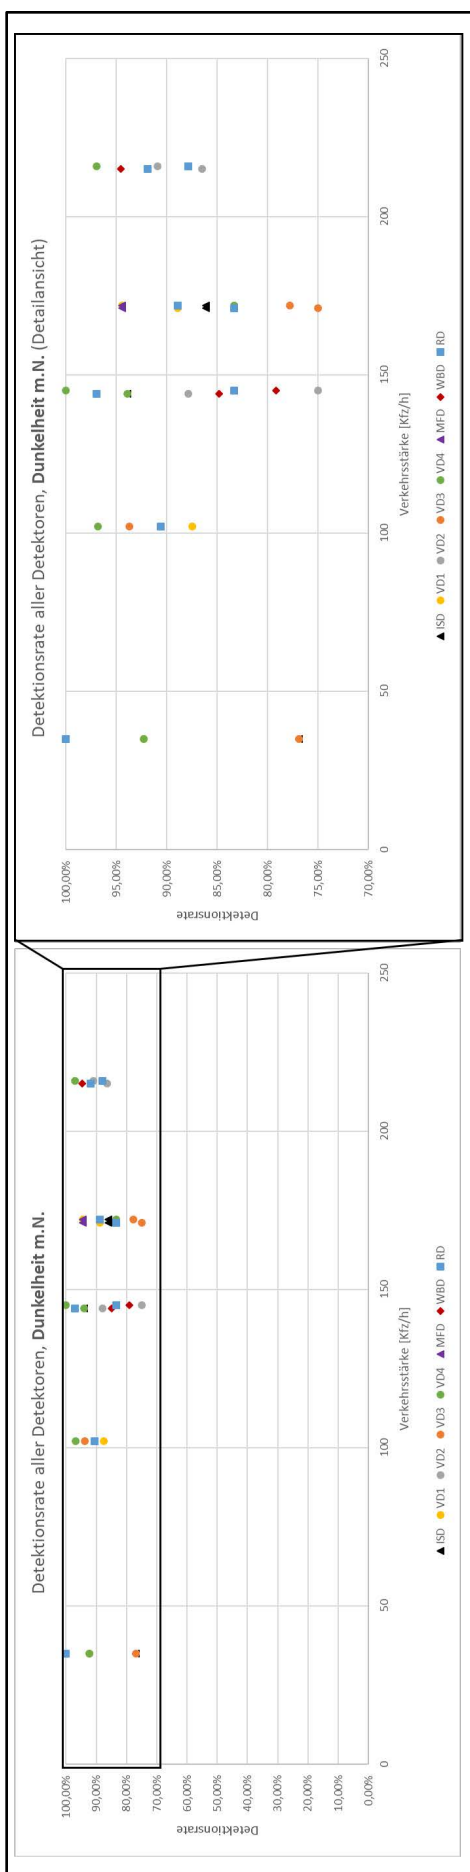 Detektionsrate aller Detektoren, Dunkelheit m.N.
Detektionsrate
100,00%
90,00%
80,00%
70,00%
60,00%
50,00%
40,00%
30,00%
20,00%
10,00%
0,00%
0 50 100 150 200 250
Verkehrsstärke [Kfz/h]
ISD VD1 VD2 VD3 VD4 MFD WBD RD
Detektionsrate aller Detektoren, Dunkelheit m.N. (Detailansicht)
Detektionsrate
100,00%
95,00%
90,00%
85,00%
80,00%
75,00%
70,00%
0 50 100 150 200 250
Verkehrsstärke [Kfz/h]
ISD VD1 VD2 VD3 VD4 MFD WBD RD